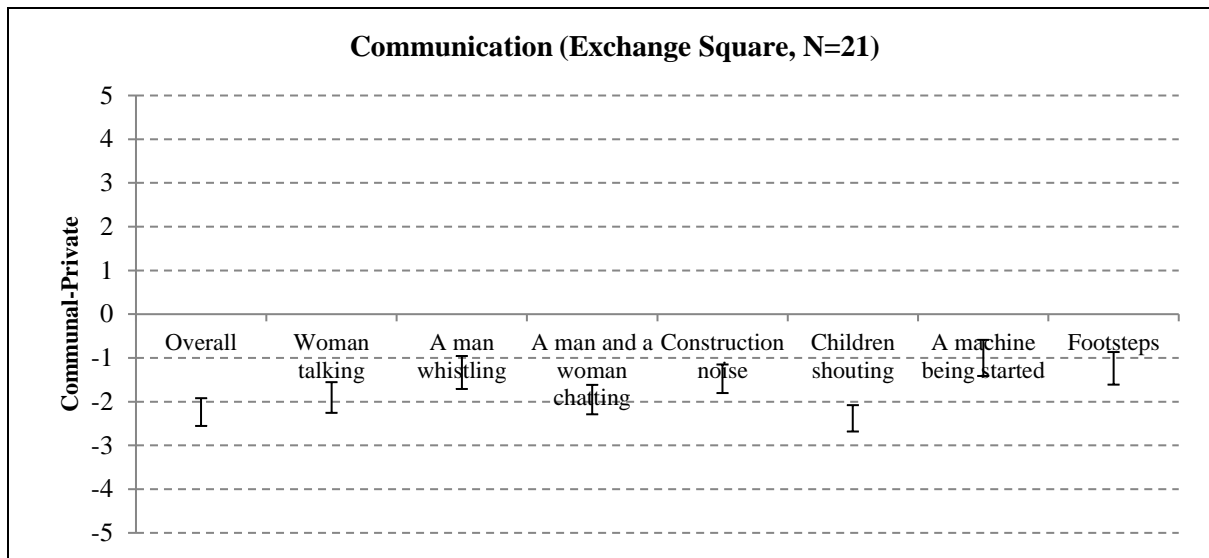 Communication (Exchange Square, N=21)
Communal-Private
5
4
3
2
1
0
-1
-2
-3
-4
-5
Overall
Woman
talking
A man
whistling
A man and a
woman
chatting
Construction
noise
Children
shouting
A machine
being started
Footsteps